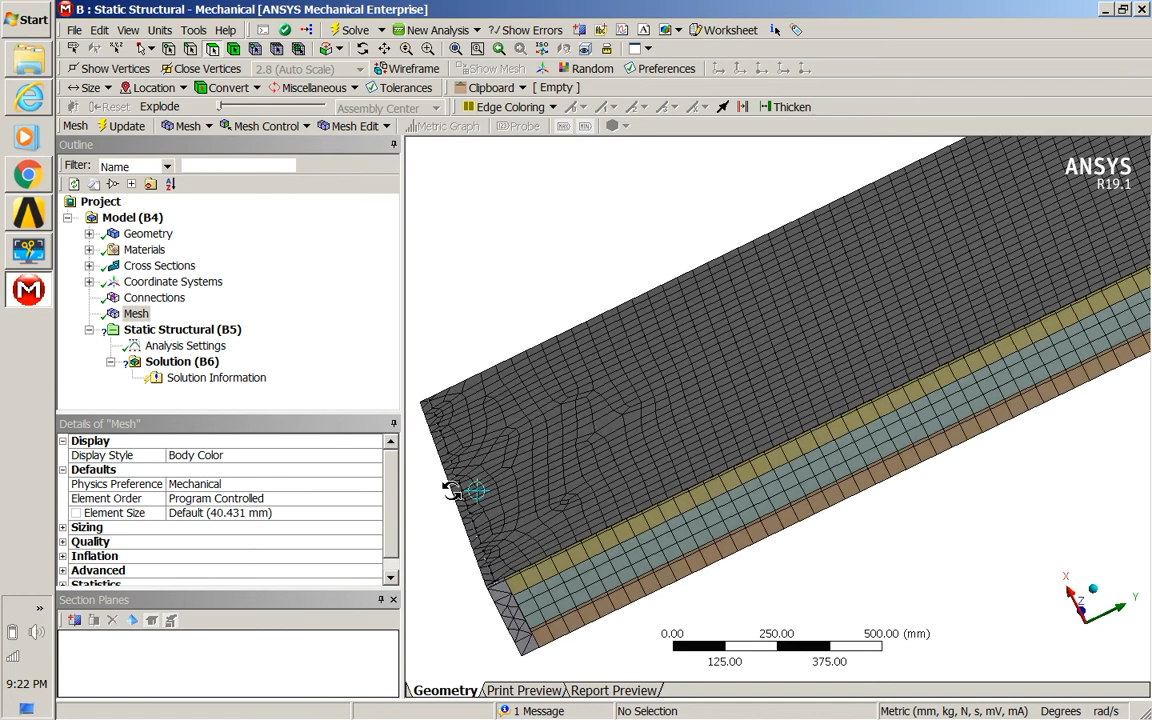 Start
B : Static Structural - Mechanical [ANSYS Mechanical Enterprise]
File Edit View Units Tools Help Solve New Analysis Show Errors Worksheet
Show Vertices Close Vertices 2.8 (Auto Scale) Wireframe Show Mesh Random Preferences
Size Location Convert Miscellaneous Tolerances Clipboard [ Empty ]
Reset Explode Assembly Center Edge Coloring Thicken
Mesh Update Mesh Mesh Control Mesh Edit Metric Graph Probe
Outline
Filter: Name
Project
Model (B4)
Geometry
Materials
Cross Sections
Coordinate Systems
Connections
Mesh
Static Structural (B5)
Analysis Settings
Solution (B6)
Solution Information
Details of "Mesh"
Display
Display Style Body Color
Defaults
Physics Preference Mechanical
Element Order Program Controlled
Element Size Default (40.431 mm)
Sizing
Quality
Inflation
Advanced
Statistics
Section Planes
ANSYS
R19.1
X
Y
Z
0.00 250.00 500.00 (mm)
125.00 375.00
Geometry Print Preview Report Preview
9:22 PM
1 Message No Selection Metric (mm, kg, N, s, mV, mA) Degrees rad/s